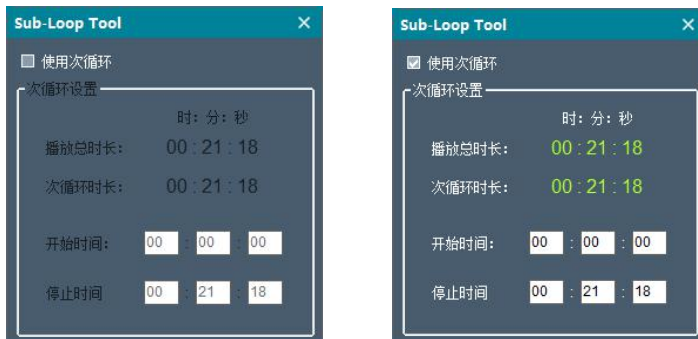 Sub-Loop Tool
使用次循环
次循环设置
时：分：秒
播放总时长： 00 : 21 : 18
次循环时长： 00 : 21 : 18
开始时间： 00 : 00 : 00
停止时间 00 : 21 : 18
Sub-Loop Tool
使用次循环
次循环设置
时：分：秒
播放总时长： 00 : 21 : 18
次循环时长： 00 : 21 : 18
开始时间： 00 : 00 : 00
停止时间 00 : 21 : 18